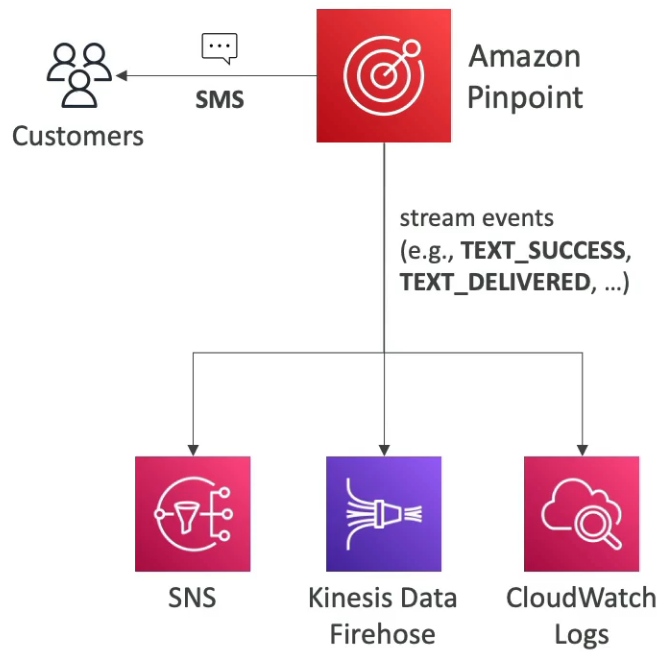 Amazon
Pinpoint
SMS
Customers
stream events
(e.g., TEXT_SUCCESS,
TEXT_DELIVERED, ...)
SNS
Kinesis Data
Firehose
CloudWatch
Logs